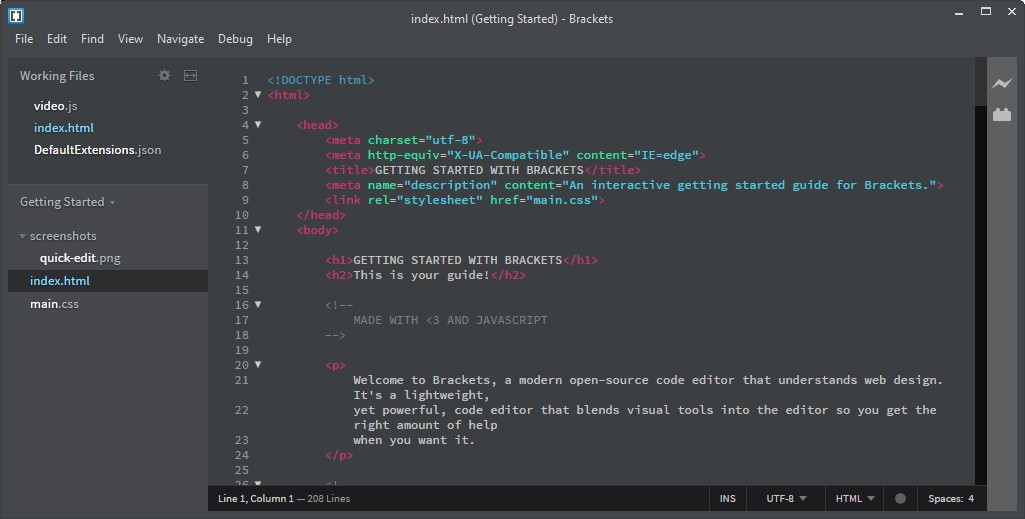 index.html (Getting Started) - Brackets
File Edit Find View Navigate Debug Help
Working Files
video.js
index.html
DefaultExtensions.json
Getting Started
screenshots
quick-edit.png
index.html
main.css
1 <!DOCTYPE html>
2 <html>
3
4 <head>
5 <meta charset="utf-8">
6 <meta http-equiv="X-UA-Compatible" content="IE=edge">
7 <title>GETTING STARTED WITH BRACKETS</title>
8 <meta name="description" content="An interactive getting started guide for Brackets.">
9 <link rel="stylesheet" href="main.css">
10 </head>
11 <body>
12
13 <h1>GETTING STARTED WITH BRACKETS</h1>
14 <h2>This is your guide!</h2>
15
16 <!--
17 MADE WITH <3 AND JAVASCRIPT
18 -->
19
20 <p>
21 Welcome to Brackets, a modern open-source code editor that understands web design.
It's a lightweight,
22 yet powerful, code editor that blends visual tools into the editor so you get the
right amount of help
23 when you want it.
24 </p>
25
26
Line 1, Column 1 — 208 Lines
INS UTF-8 HTML Spaces: 4